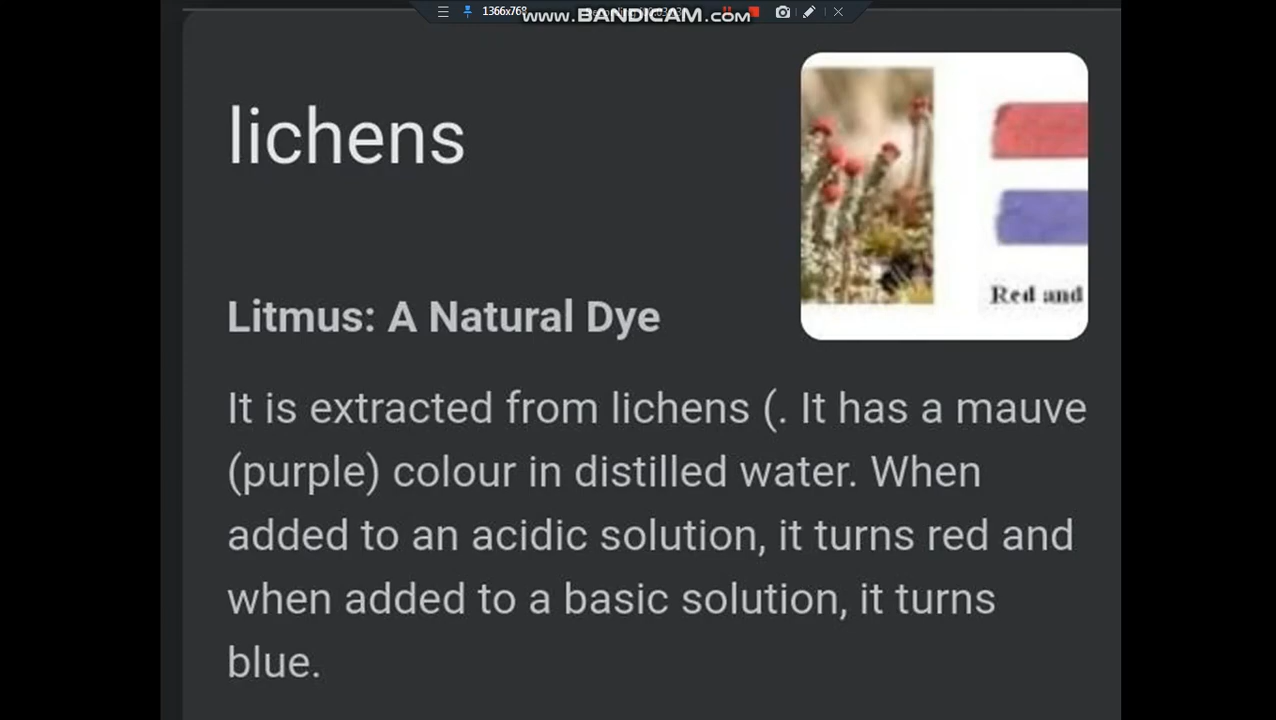 1366x768
www.BANDICAM.com
lichens
Red and
Litmus: A Natural Dye
It is extracted from lichens (. It has a mauve
(purple) colour in distilled water. When
added to an acidic solution, it turns red and
when added to a basic solution, it turns
blue.